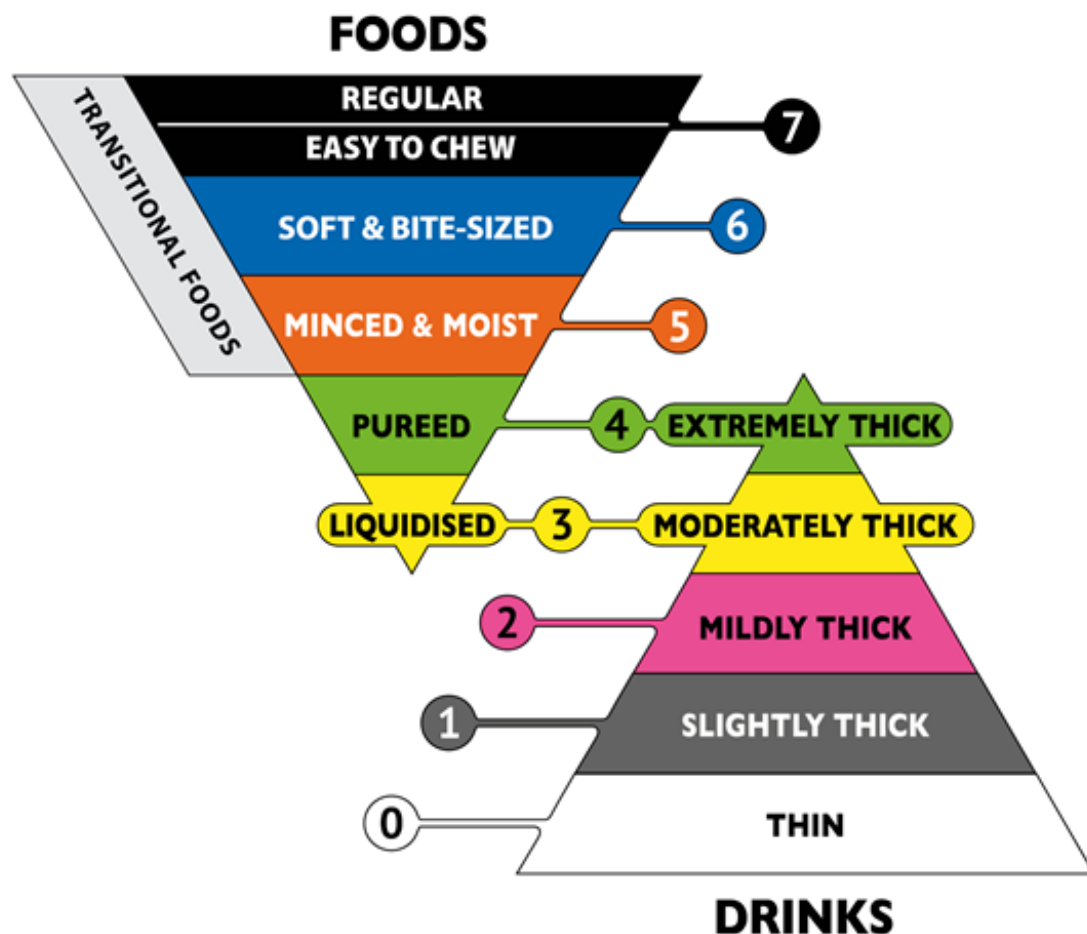 FOODS
TRANSITIONAL FOODS
REGULAR
EASY TO CHEW
7
SOFT & BITE-SIZED
6
MINCED & MOIST
5
PUREED
4
EXTREMELY THICK
LIQUIDISED
3
MODERATELY THICK
2
MILDLY THICK
1
SLIGHTLY THICK
0
THIN
DRINKS